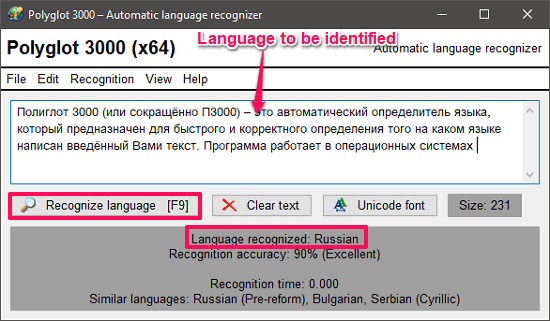 Polyglot 3000 – Automatic language recognizer
Polyglot 3000 (x64)
Language to be identified
Automatic language recognizer
File Edit Recognition View Help
Полиглот 3000 (или сокращённо П3000) – это автоматический определитель языка,
который предназначен для быстрого и корректного определения того на каком языке
написан введённый Вами текст. Программа работает в операционных системах
Recognize language [F9]
Clear text
Unicode font
Size: 231
Language recognized: Russian
Recognition accuracy: 90% (Excellent)
Recognition time: 0.000
Similar languages: Russian (Pre-reform), Bulgarian, Serbian (Cyrillic)